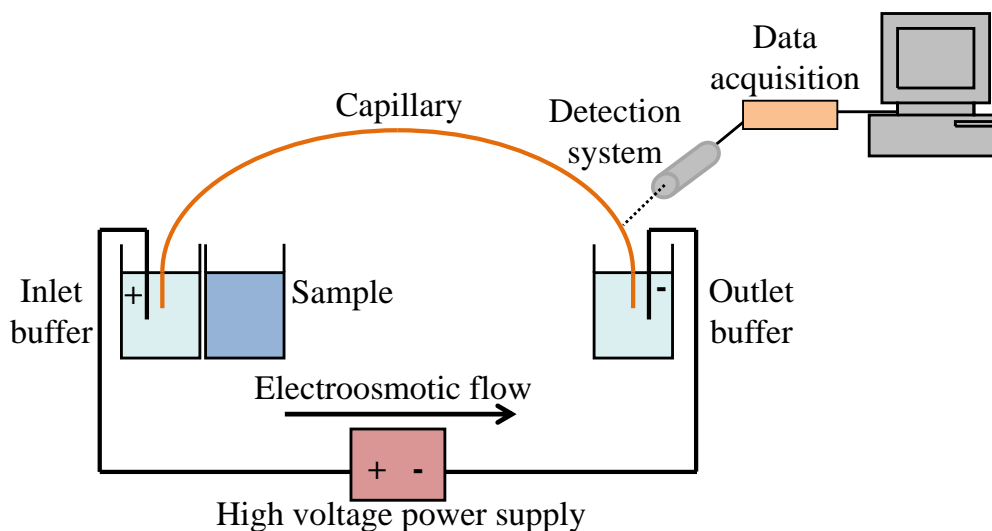 Data
acquisition
Capillary
Detection
system
Inlet
buffer
+
Sample
-
Outlet
buffer
Electroosmotic flow
+ -
High voltage power supply